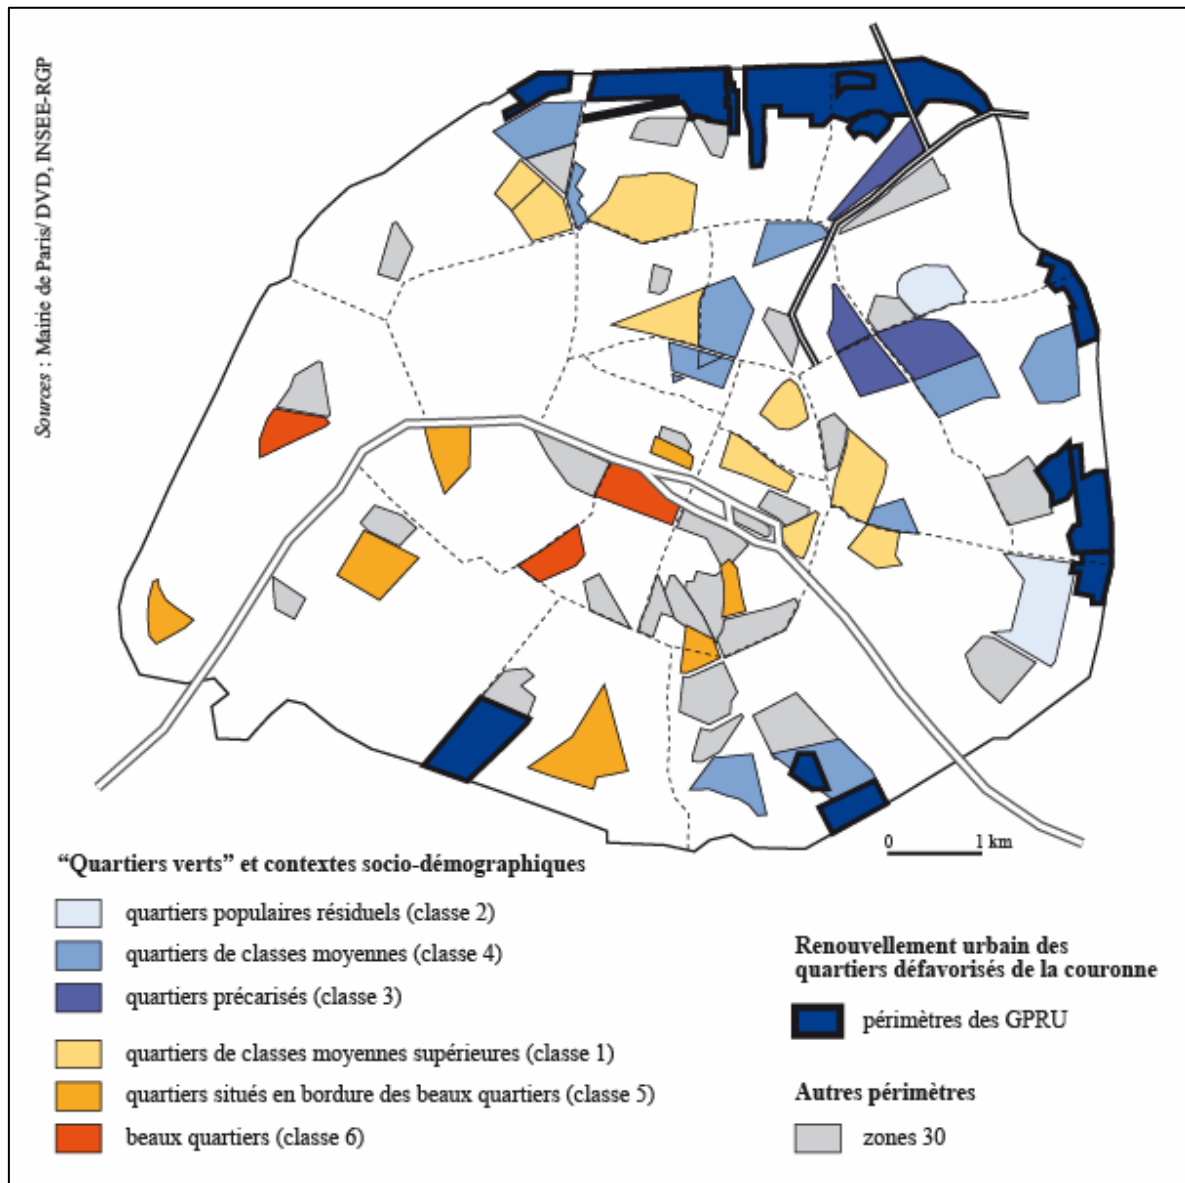 Sources : Mairie de Paris/ DVD, INSEE-RGP
0 1 km
“Quartiers verts” et contextes socio-démographiques
quartiers populaires résiduels (classe 2)
quartiers de classes moyennes (classe 4)
quartiers précarisés (classe 3)
quartiers de classes moyennes supérieures (classe 1)
quartiers situés en bordure des beaux quartiers (classe 5)
beaux quartiers (classe 6)
Renouvellement urbain des
quartiers défavorisés de la couronne
périmètres des GPRU
Autres périmètres
zones 30